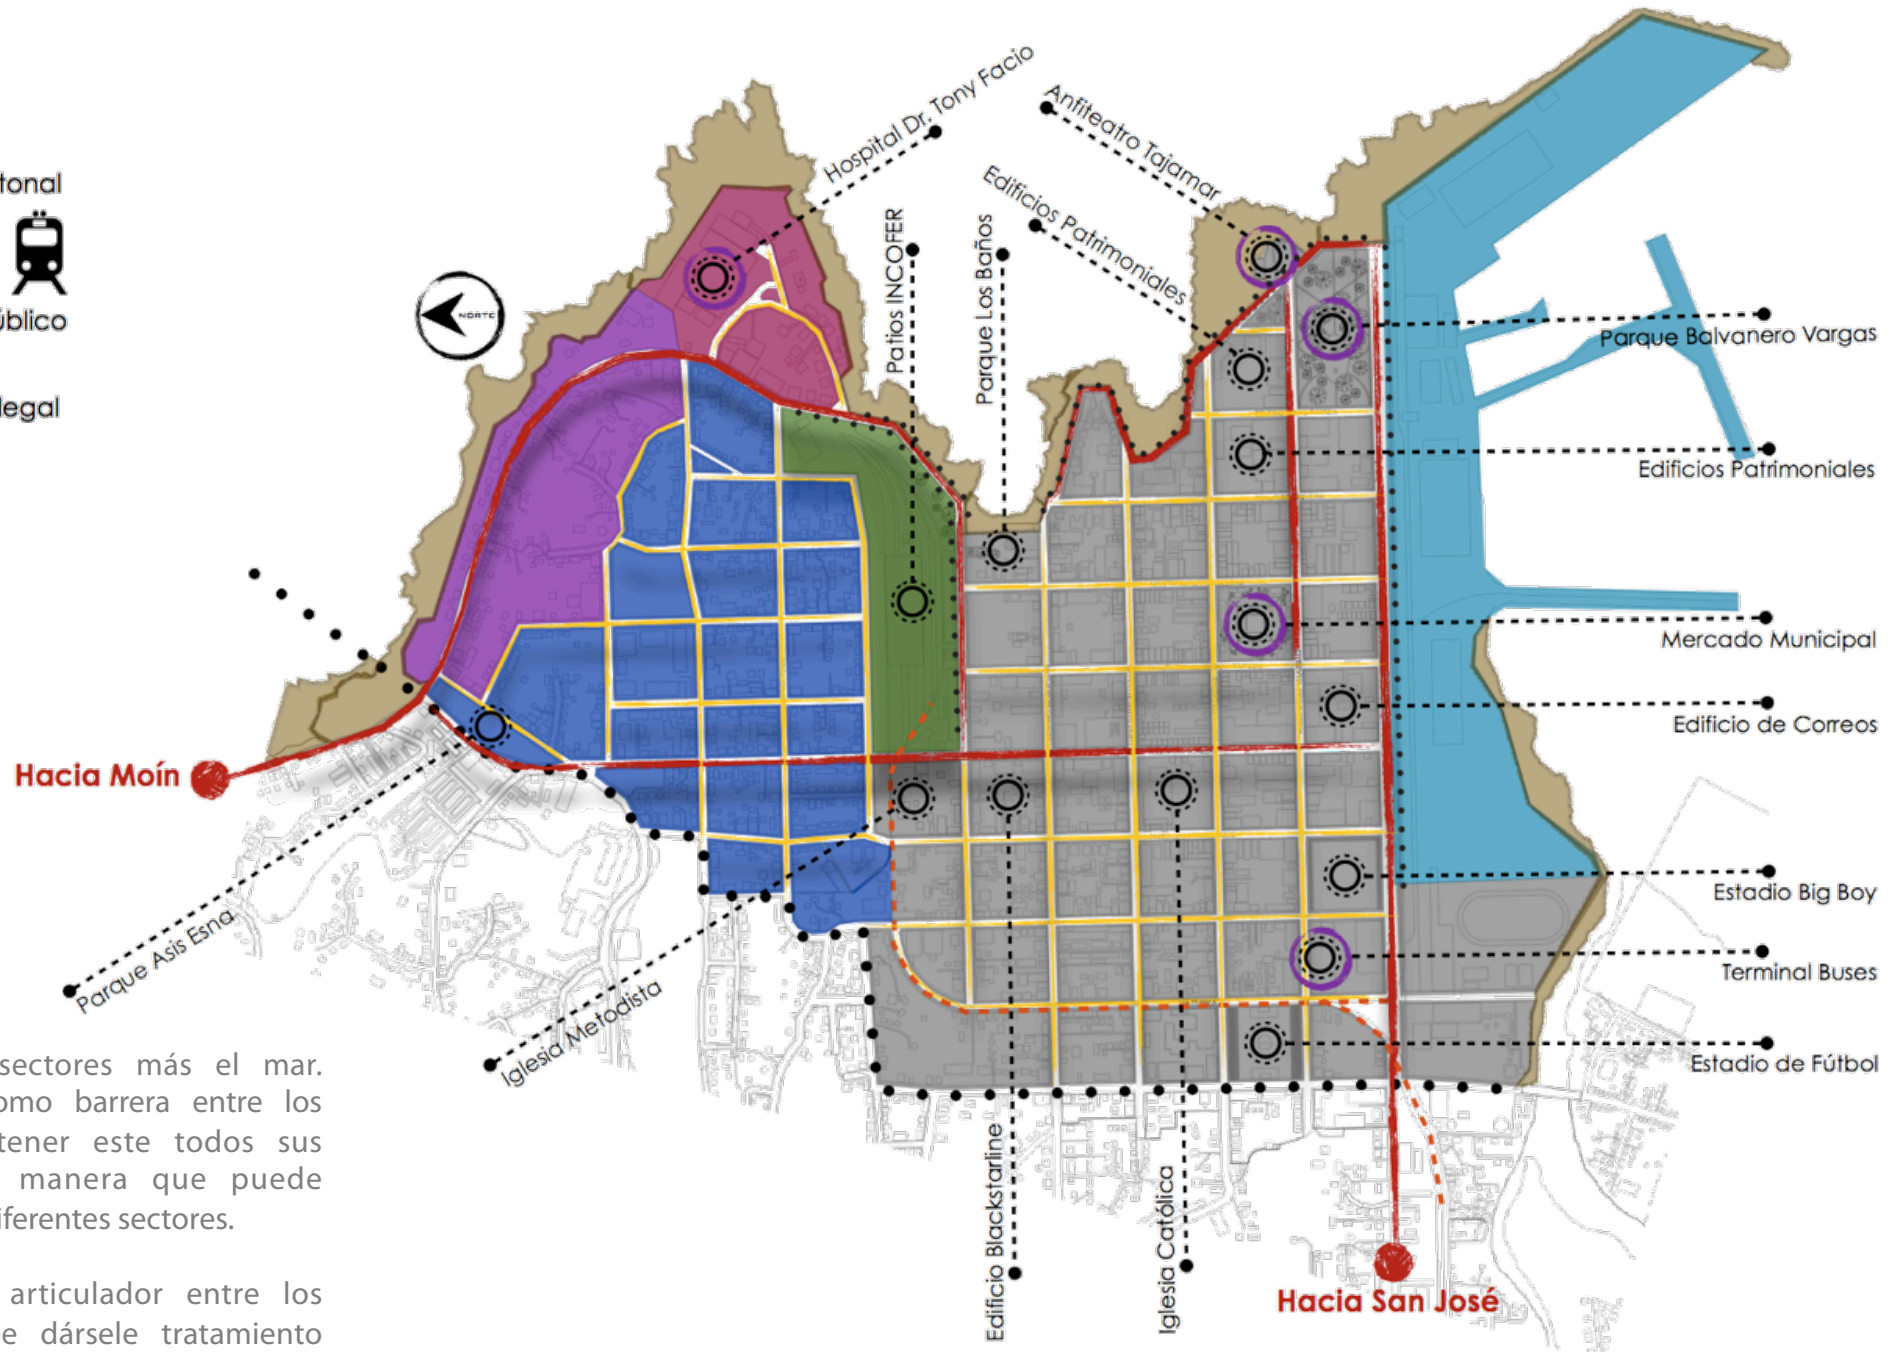 tonal
úblico
legal
NORTE
Hospital Dr. Tony Facio
Anfiteatro Tajamar
Edificios Patrimoniales
Patios INCOFER
Parque Los Baños
Parque Balvanero Vargas
Edificios Patrimoniales
Mercado Municipal
Edificio de Correos
Hacia Moín
Estadio Big Boy
Parque Asis Esna
Terminal Buses
Iglesia Metodista
Estadio de Fútbol
Edificio Blackstarline
Iglesia Católica
Hacia San José
sectores más el mar.
omo barrera entre los
tener este todos sus
manera que puede
iferentes sectores.
articulador entre los
e dársele tratamiento